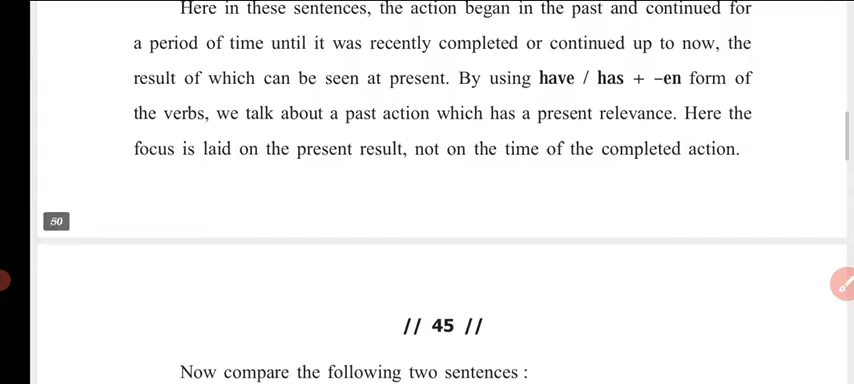 Here in these sentences, the action began in the past and continued for
a period of time until it was recently completed or continued up to now, the
result of which can be seen at present. By using have / has + –en form of
the verbs, we talk about a past action which has a present relevance. Here the
focus is laid on the present result, not on the time of the completed action.
80
// 45 //
Now compare the following two sentences :